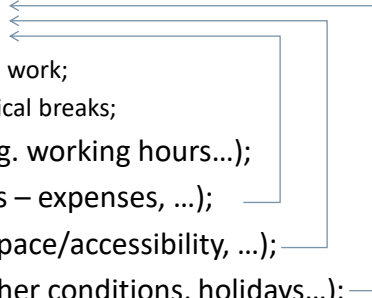 work;
ical breaks;
g. working hours...);
s – expenses, ...);
pace/accessibility, ...);
her conditions, holidays...);